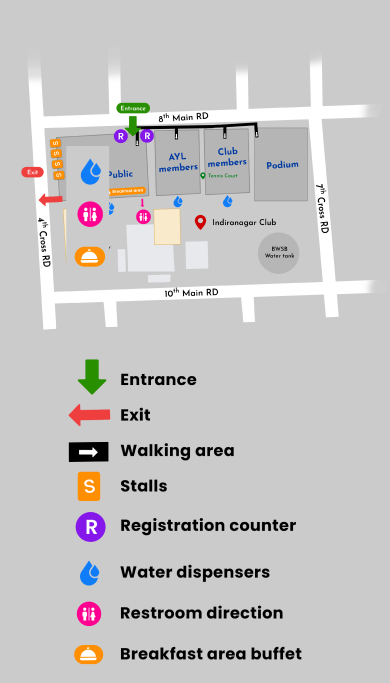 Entrance
8th Main RD
R
R
S
S
S
S
Exit
Public
Breakfast area
AYL
members
Club
members
Tennis Court
Podium
4th Cross RD
7th Cross RD
Indiranagar Club
BWSB
Water tank
10th Main RD
Entrance
Exit
Walking area
S
Stalls
R
Registration counter
Water dispensers
Restroom direction
Breakfast area buffet